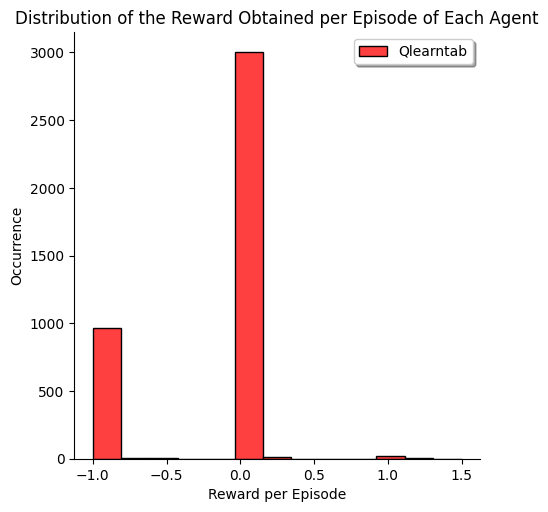 Distribution of the Reward Obtained per Episode of Each Agent
Qlearntab
3000
2500
2000
1500
1000
500
0
Occurrence
−1.0 −0.5 0.0 0.5 1.0 1.5
Reward per Episode